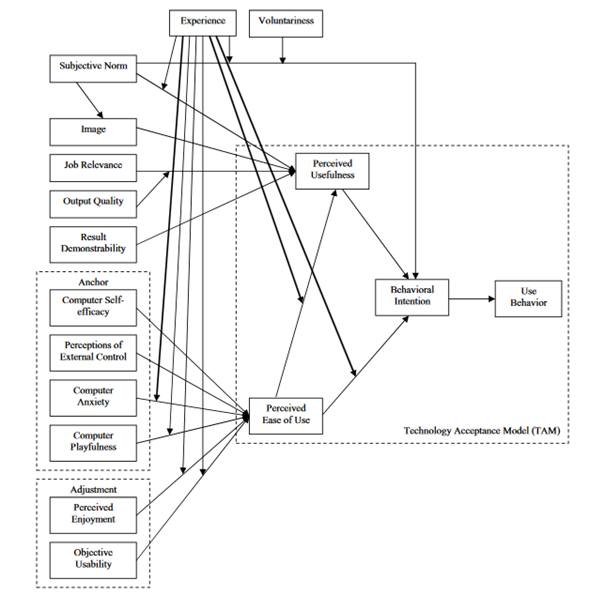 Experience
Voluntariness
Subjective Norm
Image
Job Relevance
Output Quality
Result
Demonstrability
Perceived
Usefulness
Anchor
Computer Self-
efficacy
Perceptions of
External Control
Computer
Anxiety
Computer
Playfulness
Behavioral
Intention
Use
Behavior
Perceived
Ease of Use
Technology Acceptance Model (TAM)
Adjustment
Perceived
Enjoyment
Objective
Usability